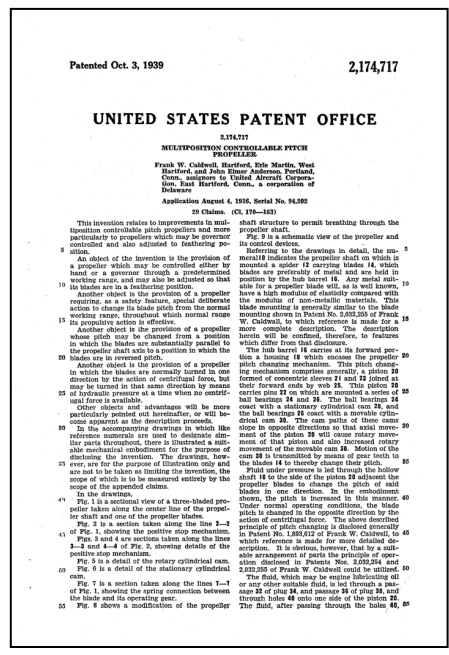 Patented Oct. 3, 1939
2,174,717
UNITED STATES PATENT OFFICE
2,174,717
MULTIPOSITION CONTROLLABLE PITCH
PROPELLER
Frank W. Caldwell, Hartford, Erle Martin, West
Hartford, and John Elmer Anderson, Portland,
Conn., assignors to United Aircraft Corpora-
tion, East Hartford, Conn., a corporation of
Delaware
Application August 4, 1936, Serial No. 94,202
29 Claims. (Cl. 170—163)
This invention relates to improvements in mul-
tiposition controllable pitch propellers and more
particularly to propellers which may be governor
controlled and also adjusted to feathering po-
5 sition.
An object of the invention is the provision of
a propeller which may be controlled either by
hand or a governor through a predetermined
working range, and may also be adjusted so that
10 its blades are in a feathering position.
Another object is the provision of a propeller
requiring, as a safety feature, special deliberate
action to change its blade pitch from the normal
working range, throughout which normal range
15 its propulsive action is effective.
Another object is the provision of a propeller
whose pitch may be changed from a position
in which the blades are substantially parallel to
the propeller shaft axis to a position in which the
20 blades are in reversed pitch.
Another object is the provision of a propeller
in which the blades are normally turned in one
direction by the action of centrifugal force, but
may be turned in that same direction by means
25 of hydraulic pressure at a time when no centrif-
ugal force is available.
Other objects and advantages will be more
particularly pointed out hereinafter, or will be-
come apparent as the description proceeds.
30 In the accompanying drawings in which like
reference numerals are used to designate sim-
ilar parts throughout, there is illustrated a suit-
able mechanical embodiment for the purpose of
disclosing the invention. The drawings, how-
35 ever, are for the purpose of illustration only and
are not to be taken as limiting the invention, the
scope of which is to be measured entirely by the
scope of the appended claims.
In the drawings,
40 Fig. 1 is a sectional view of a three-bladed pro-
peller taken along the center line of the propel-
ler shaft and one of the propeller blades.
Fig. 2 is a section taken along the line 2—2
45 of Fig. 1, showing the positive stop mechanism.
Figs. 3 and 4 are sections taken along the lines
3—3 and 4—4 of Fig. 2, showing details of the
positive stop mechanism.
Fig. 5 is a detail of the rotary cylindrical cam.
50 Fig. 6 is a detail of the stationary cylindrical
cam.
Fig. 7 is a section taken along the lines 7—7
of Fig. 1, showing the spring connection between
the blade and its operating gear.
55 Fig. 8 shows a modification of the propeller
shaft structure to permit breathing through the
propeller shaft.
Fig. 9 is a schematic view of the propeller and
its control devices.
Referring to the drawings in detail, the nu- 5
meral 10 indicates the propeller shaft on which is
mounted a spider 12 carrying blades 14, which
blades are preferably of metal and are held in
position by the hub barrel 16. Any metal suit-
able for a propeller blade will, as is well known, 10
have a high modulus of elasticity compared with
the modulus of non-metallic materials. This
blade mounting is generally similar to the blade
mounting shown in Patent No. 2,032,255 of Frank
W. Caldwell, to which reference is made for a 15
more complete description. The description
herein will be confined, therefore, to features
which differ from that disclosure.
The hub barrel 16 carries at its forward por-
tion a housing 18 which encases the propeller 20
pitch changing mechanism. This pitch chang-
ing mechanism comprises generally, a piston 20
formed of concentric sleeves 21 and 23 joined at
their forward ends by web 25. This piston 20
carries pins 22 on which are mounted a series of 25
ball bearings 24 and 26. The ball bearings 24
coact with a stationary cylindrical cam 28, and
the ball bearings 26 coact with a movable cylin-
drical cam 30. The cam paths of these cams
slope in opposite directions so that axial move- 30
ment of the piston 20 will cause rotary move-
ment of that piston and also increased rotary
movement of the movable cam 30. Motion of the
cam 30 is transmitted by means of gear teeth to
the blades 14 to thereby change their pitch. 35
Fluid under pressure is led through the hollow
shaft 10 to the side of the piston 20 adjacent the
propeller blades to change the pitch of said
blades in one direction. In the embodiment
shown, the pitch is increased in this manner. 40
Under normal operating conditions, the blade
pitch is changed in the opposite direction by the
action of centrifugal force. The above described
principle of pitch changing is disclosed generally
in Patent No. 1,893,612 of Frank W. Caldwell, to 45
which reference is made for more detailed de-
scription. It is obvious, however, that by a suit-
able arrangement of parts the principle of oper-
ation disclosed in Patents Nos. 2,032,254 and
2,032,255 of Frank W. Caldwell could be utilized. 50
The fluid, which may be engine lubricating oil
or any other suitable fluid, is led through a pas-
sage 32 of plug 34, and passage 36 of plug 38, and
through holes 40 onto one side of the piston 20.
The fluid, after passing through the holes 40, 55